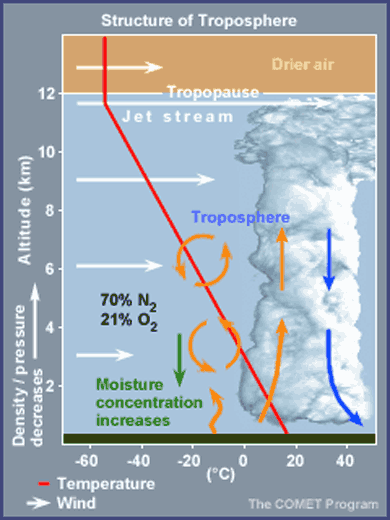 Structure of Troposphere
Drier air
Tropopause
Jet stream
Troposphere
70% N2
21% O2
Moisture
concentration
increases
Altitude (km)
Density / pressure
decreases
12
10
8
6
4
2
-60
-40
-20
0
20
40
(°C)
Temperature
Wind
The COMET Program